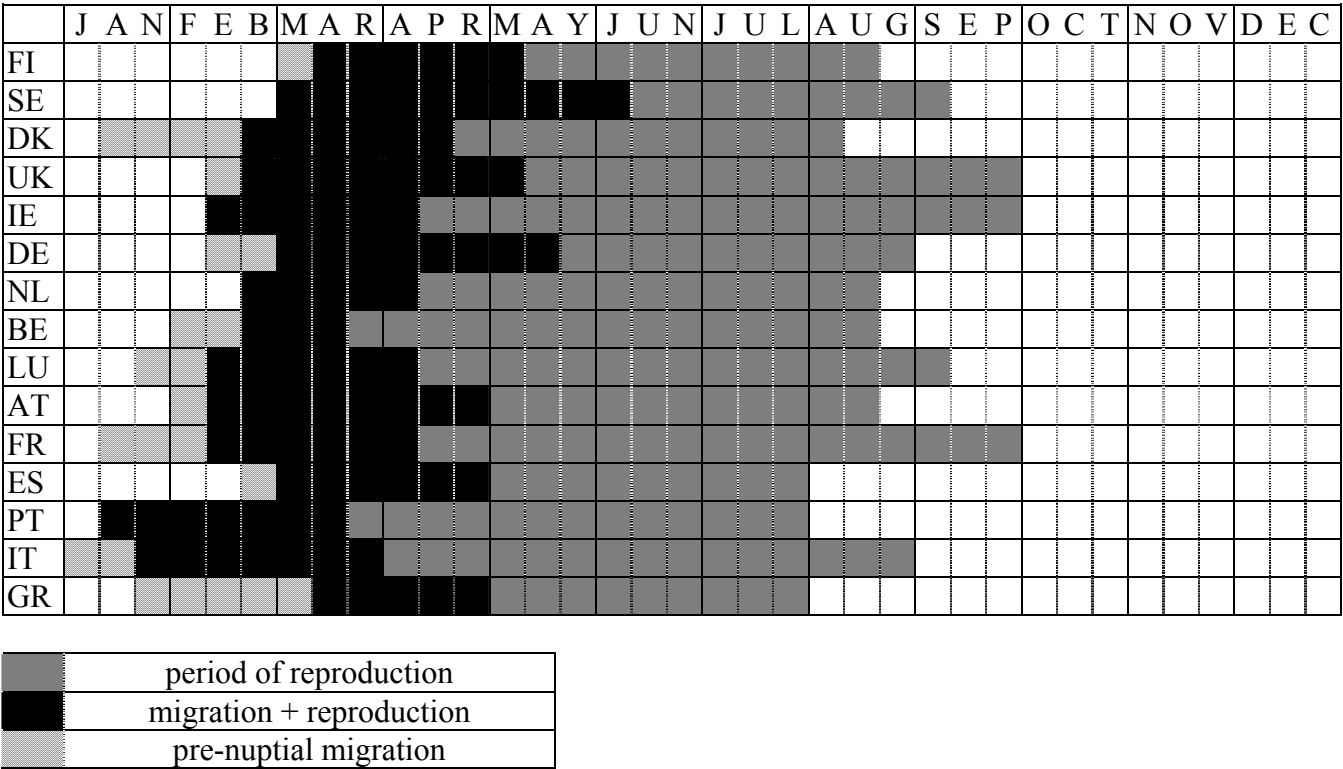 J A N F E B M A R A P R M A Y J U N J U L A U G S E P O C T N O V D E C
FI
SE
DK
UK
IE
DE
NL
BE
LU
AT
FR
ES
PT
IT
GR
period of reproduction
migration + reproduction
pre-nuptial migration